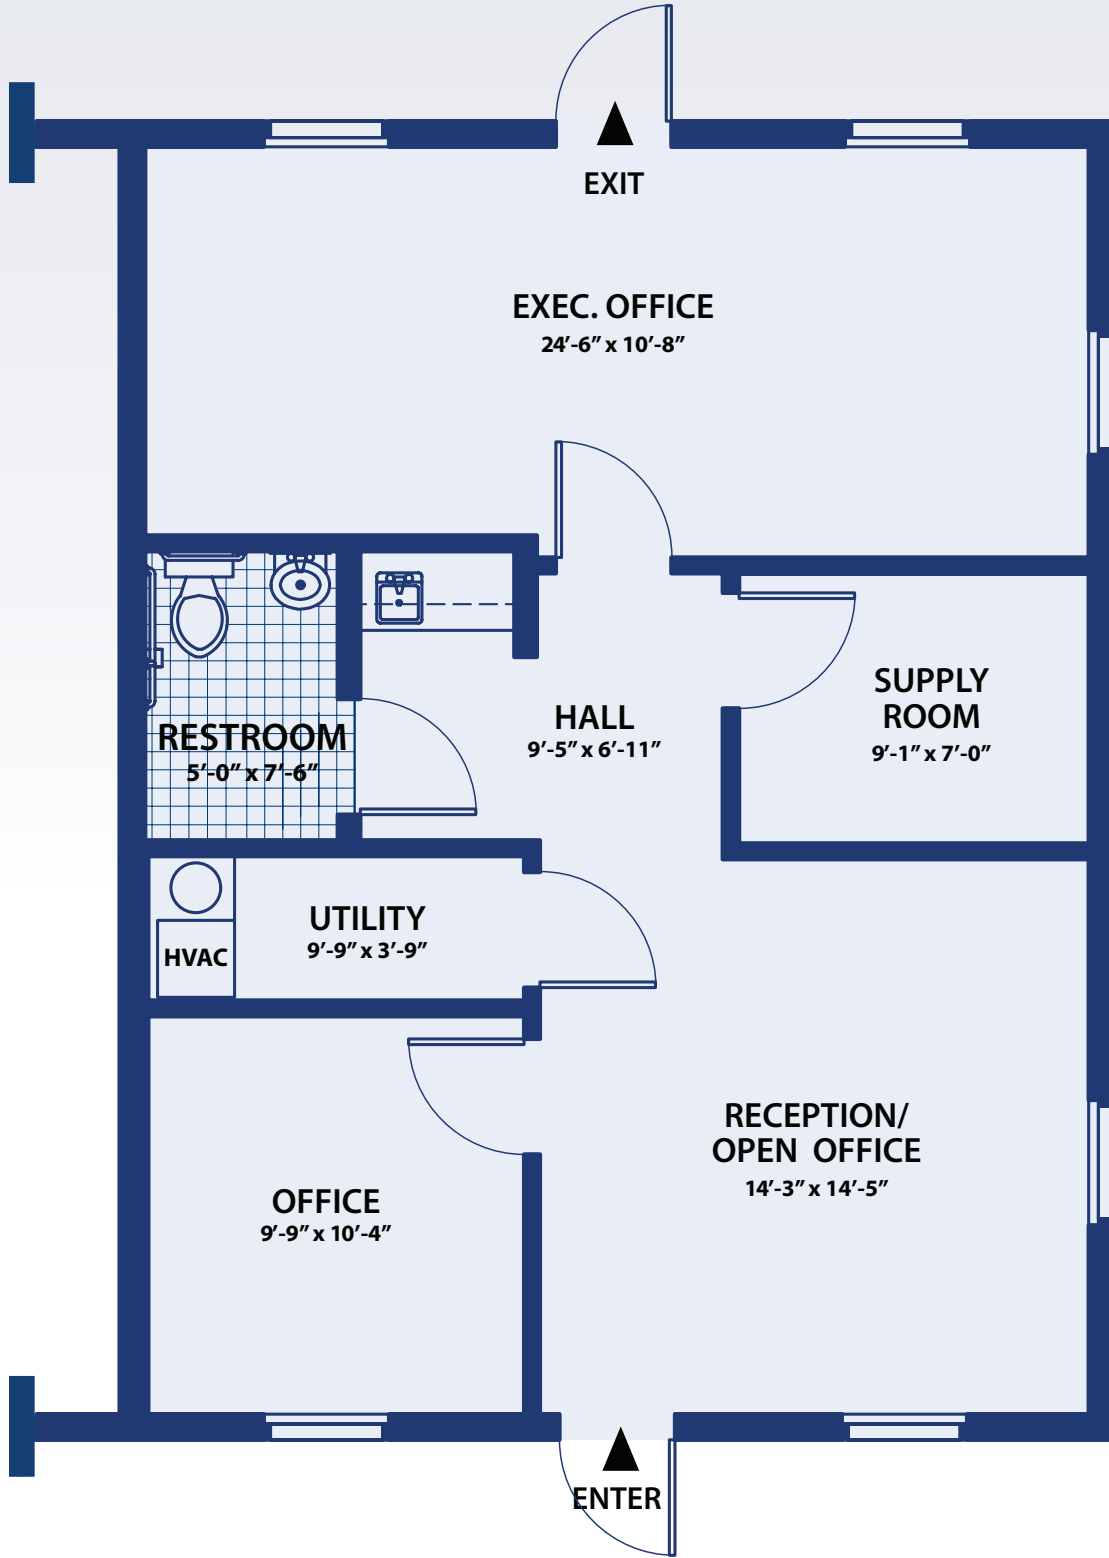 EXIT
EXEC. OFFICE
24′-6″ x 10′-8″
SUPPLY
ROOM
9′-1″ x 7′-0″
HALL
9′-5″ x 6′-11″
RESTROOM
5′-0″ x 7′-6″
UTILITY
9′-9″ x 3′-9″
HVAC
RECEPTION/
OPEN OFFICE
14′-3″ x 14′-5″
OFFICE
9′-9″ x 10′-4″
ENTER